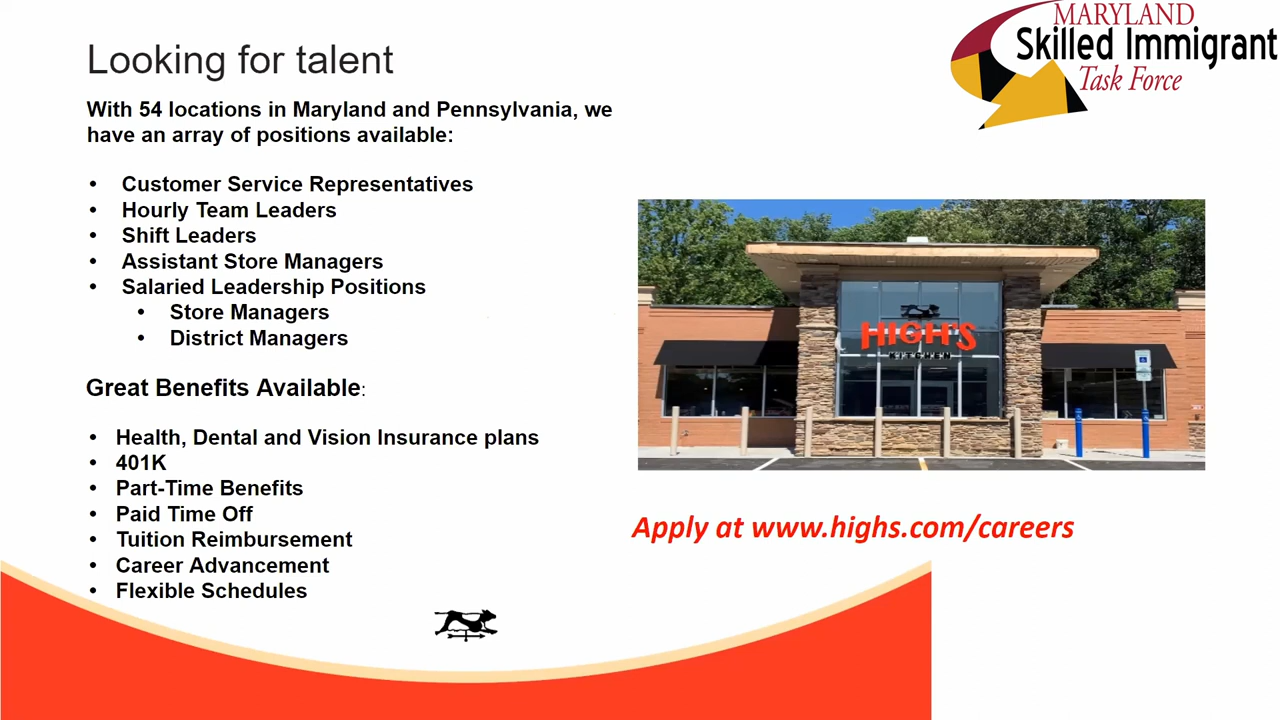 Looking for talent
With 54 locations in Maryland and Pennsylvania, we
have an array of positions available:
• Customer Service Representatives
• Hourly Team Leaders
• Shift Leaders
• Assistant Store Managers
• Salaried Leadership Positions
• Store Managers
• District Managers
Great Benefits Available:
• Health, Dental and Vision Insurance plans
• 401K
• Part-Time Benefits
• Paid Time Off
• Tuition Reimbursement
• Career Advancement
• Flexible Schedules
MARYLAND
Skilled Immigrant
Task Force
HIGH'S
KITCHEN
Apply at www.highs.com/careers